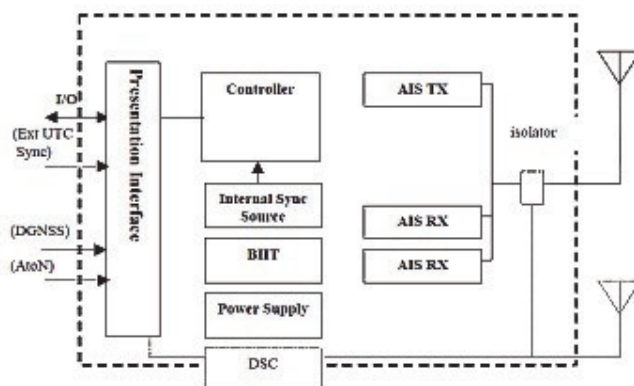 I/O
(Ext UTC
Sync)
(DGNSS)
(AtoN)
Presentation Interface
Controller
Internal Sync
Source
BIIT
Power Supply
DSC
AIS TX
AIS RX
AIS RX
isolator